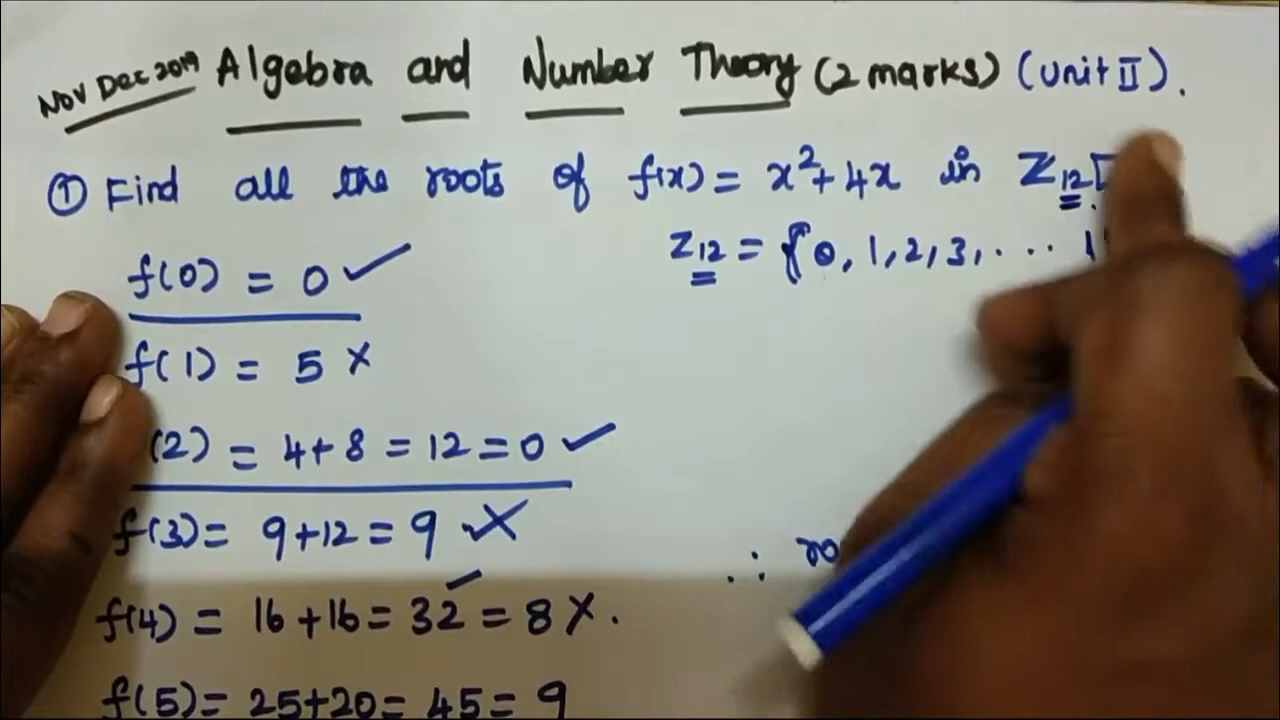 Nov Dec 2019 Algebra and Number Theory (2 marks) (Unit II).
① Find all the roots of f(x) = x²+4x in Z₁₂[
Z₁₂ = {0, 1, 2, 3, ... 1
f(0) = 0 ✓
f(1) = 5 ×
(2) = 4+8 = 12 = 0 ✓
f(3) = 9+12 = 9 ×
∴ ro
f(4) = 16+16 = 32 = 8 ×.
f(5) = 25+20 = 45 = 9